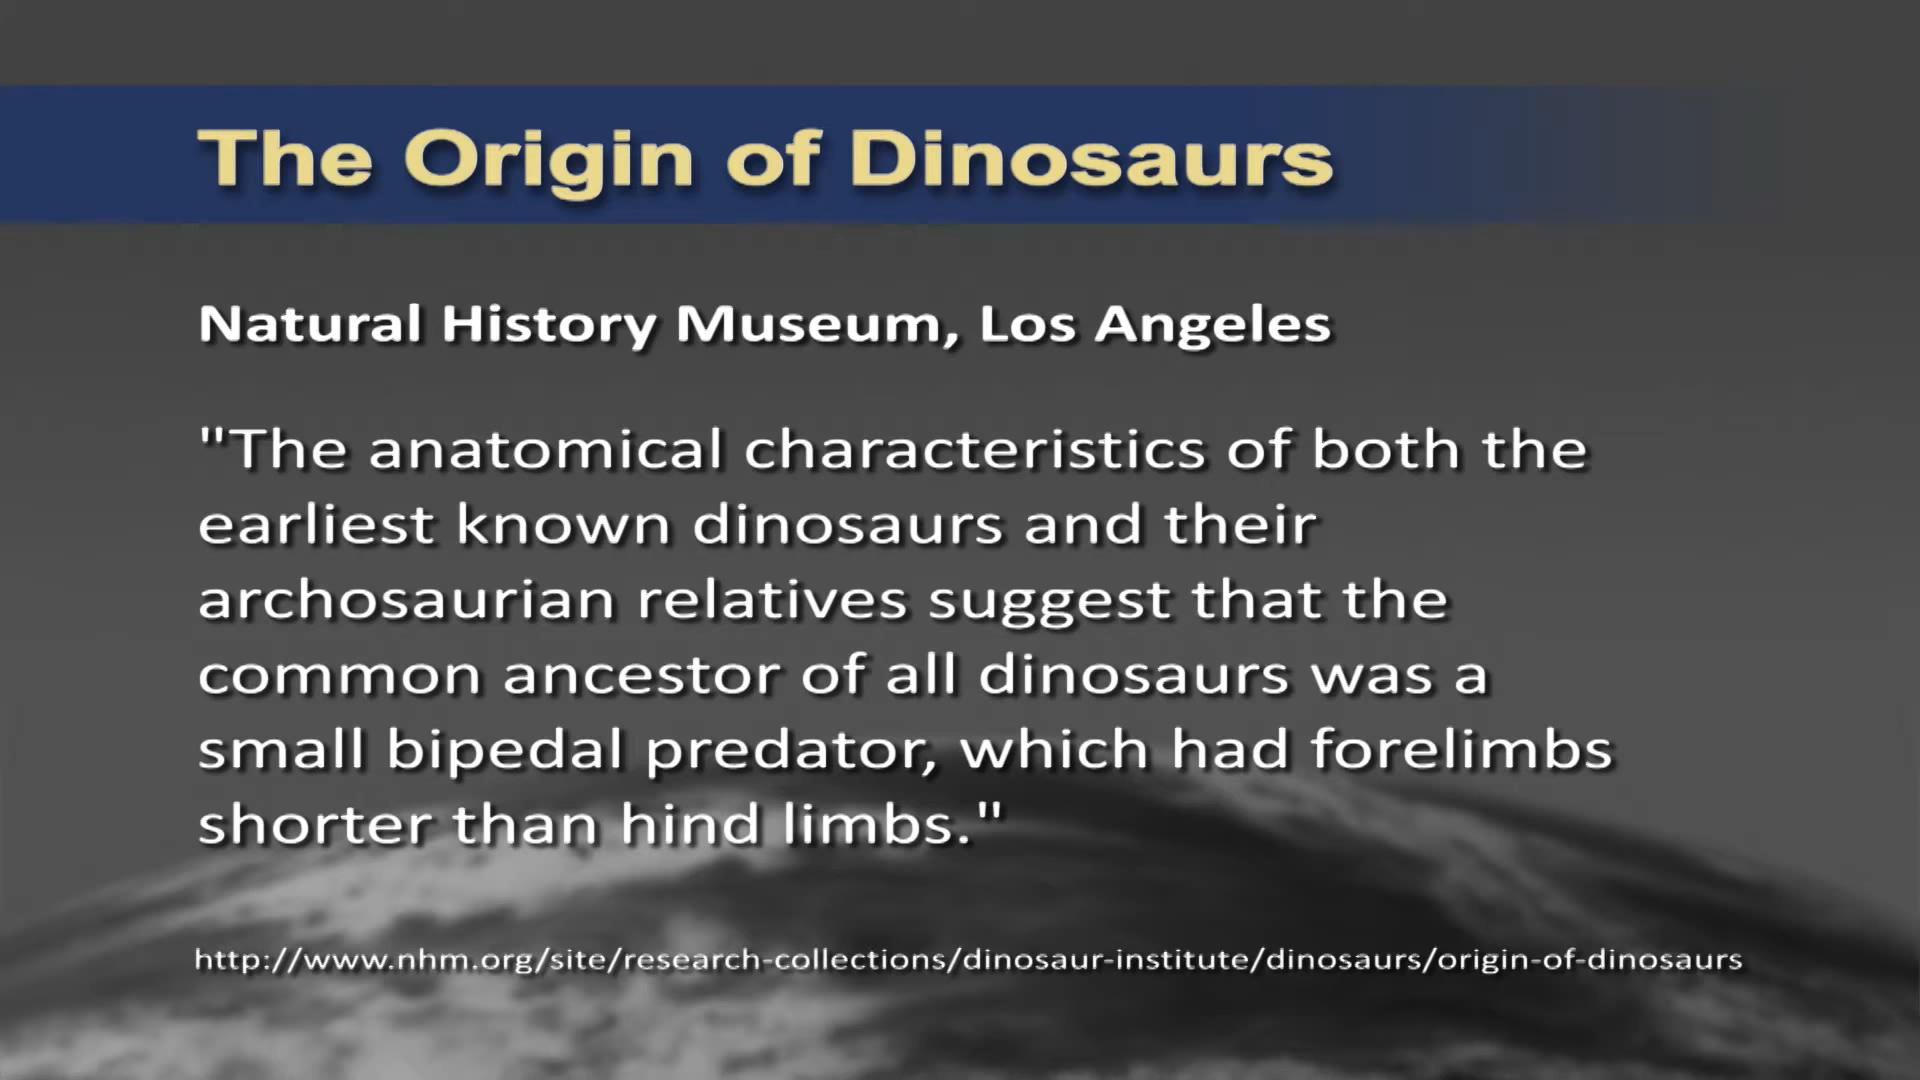 The Origin of Dinosaurs
Natural History Museum, Los Angeles
"The anatomical characteristics of both the
earliest known dinosaurs and their
archosaurian relatives suggest that the
common ancestor of all dinosaurs was a
small bipedal predator, which had forelimbs
shorter than hind limbs."
http://www.nhm.org/site/research-collections/dinosaur-institute/dinosaurs/origin-of-dinosaurs